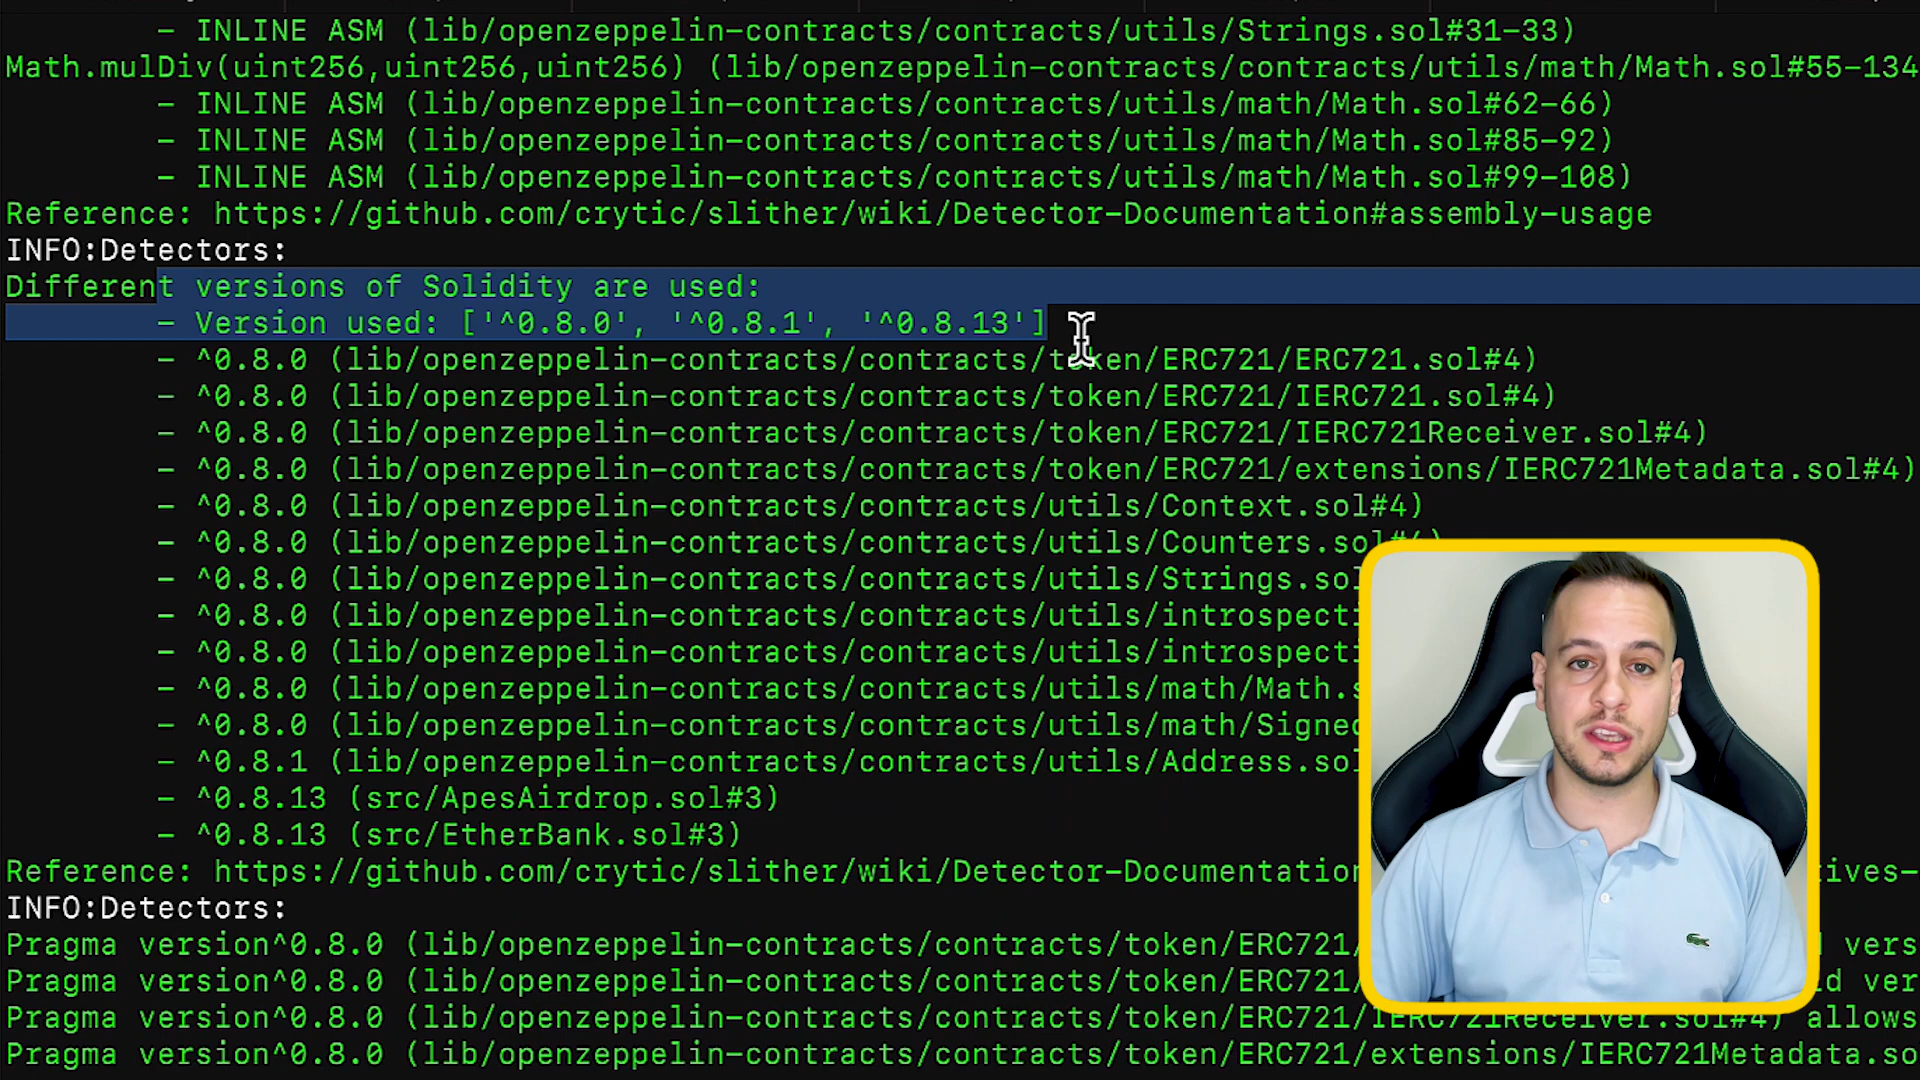 - INLINE ASM (lib/openzeppelin-contracts/contracts/utils/Strings.sol#31-33)
Math.mulDiv(uint256,uint256,uint256) (lib/openzeppelin-contracts/contracts/utils/math/Math.sol#55-134
- INLINE ASM (lib/openzeppelin-contracts/contracts/utils/math/Math.sol#62-66)
- INLINE ASM (lib/openzeppelin-contracts/contracts/utils/math/Math.sol#85-92)
- INLINE ASM (lib/openzeppelin-contracts/contracts/utils/math/Math.sol#99-108)
Reference: https://github.com/crytic/slither/wiki/Detector-Documentation#assembly-usage
INFO:Detectors:
Different versions of Solidity are used:
- Version used: ['^0.8.0', '^0.8.1', '^0.8.13']
- ^0.8.0 (lib/openzeppelin-contracts/contracts/token/ERC721/ERC721.sol#4)
- ^0.8.0 (lib/openzeppelin-contracts/contracts/token/ERC721/IERC721.sol#4)
- ^0.8.0 (lib/openzeppelin-contracts/contracts/token/ERC721/IERC721Receiver.sol#4)
- ^0.8.0 (lib/openzeppelin-contracts/contracts/token/ERC721/extensions/IERC721Metadata.sol#4)
- ^0.8.0 (lib/openzeppelin-contracts/contracts/utils/Context.sol#4)
- ^0.8.0 (lib/openzeppelin-contracts/contracts/utils/Counters.sol#4)
- ^0.8.0 (lib/openzeppelin-contracts/contracts/utils/Strings.sol
- ^0.8.0 (lib/openzeppelin-contracts/contracts/utils/introspecti
- ^0.8.0 (lib/openzeppelin-contracts/contracts/utils/introspecti
- ^0.8.0 (lib/openzeppelin-contracts/contracts/utils/math/Math.s
- ^0.8.0 (lib/openzeppelin-contracts/contracts/utils/math/Signed
- ^0.8.1 (lib/openzeppelin-contracts/contracts/utils/Address.sol
- ^0.8.13 (src/ApesAirdrop.sol#3)
- ^0.8.13 (src/EtherBank.sol#3)
Reference: https://github.com/crytic/slither/wiki/Detector-Documentation tives-
INFO:Detectors:
Pragma version^0.8.0 (lib/openzeppelin-contracts/contracts/token/ERC721/ vers
Pragma version^0.8.0 (lib/openzeppelin-contracts/contracts/token/ERC721/ d ver
Pragma version^0.8.0 (lib/openzeppelin-contracts/contracts/token/ERC721/IERC721Receiver.sol#4) allows
Pragma version^0.8.0 (lib/openzeppelin-contracts/contracts/token/ERC721/extensions/IERC721Metadata.so